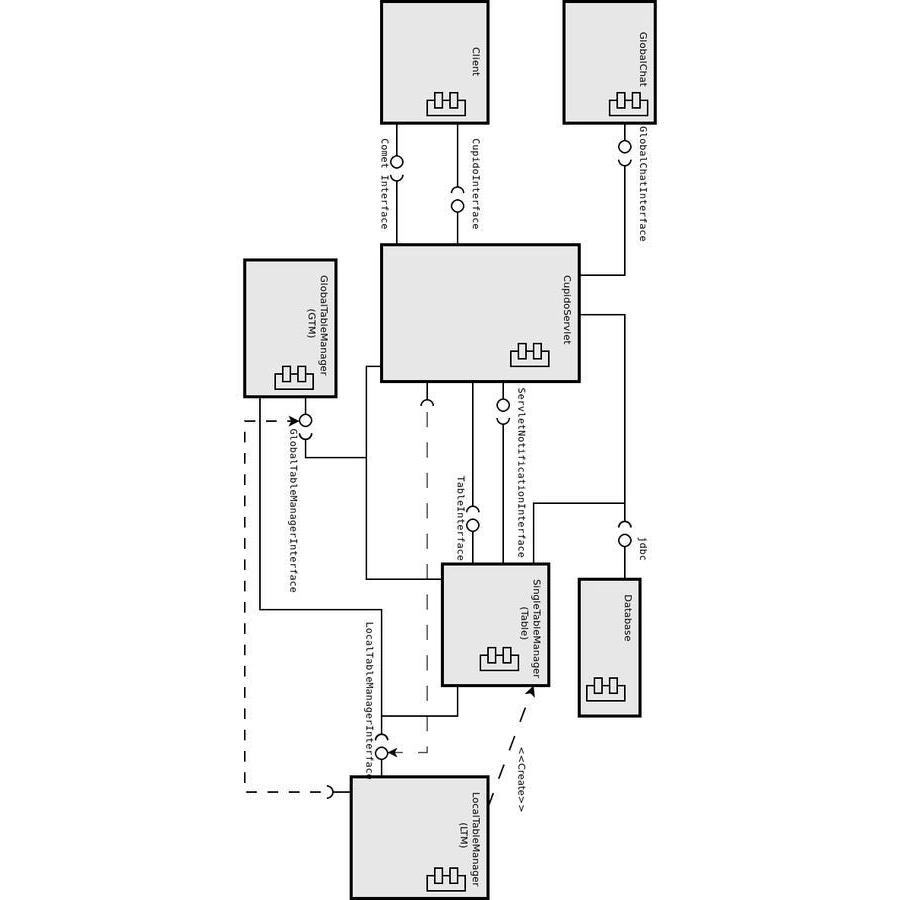 Client
GlobalChat
Comet Interface
CupidoInterface
GlobalChatInterface
GlobalTableManager
(GTM)
CupidoServlet
GlobalTableManagerInterface
TableInterface
ServletNotificationInterface
jdbc
SingleTableManager
(Table)
Database
LocalTableManagerInterface
<<Create>>
LocalTableManager
(LTM)